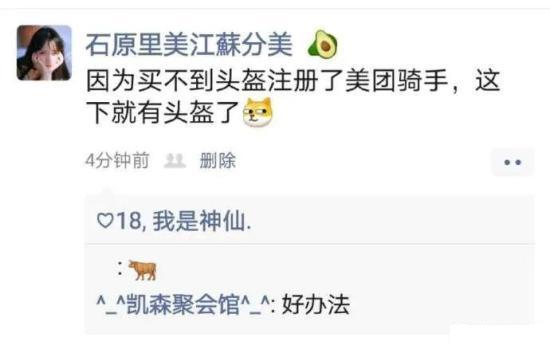 石原里美江蘇分美 🥑
因为买不到头盔注册了美团骑手，这
下就有头盔了
4分钟前 删除
♡18, 我是神仙.
:🐂
^_^凯森聚会馆^_^: 好办法